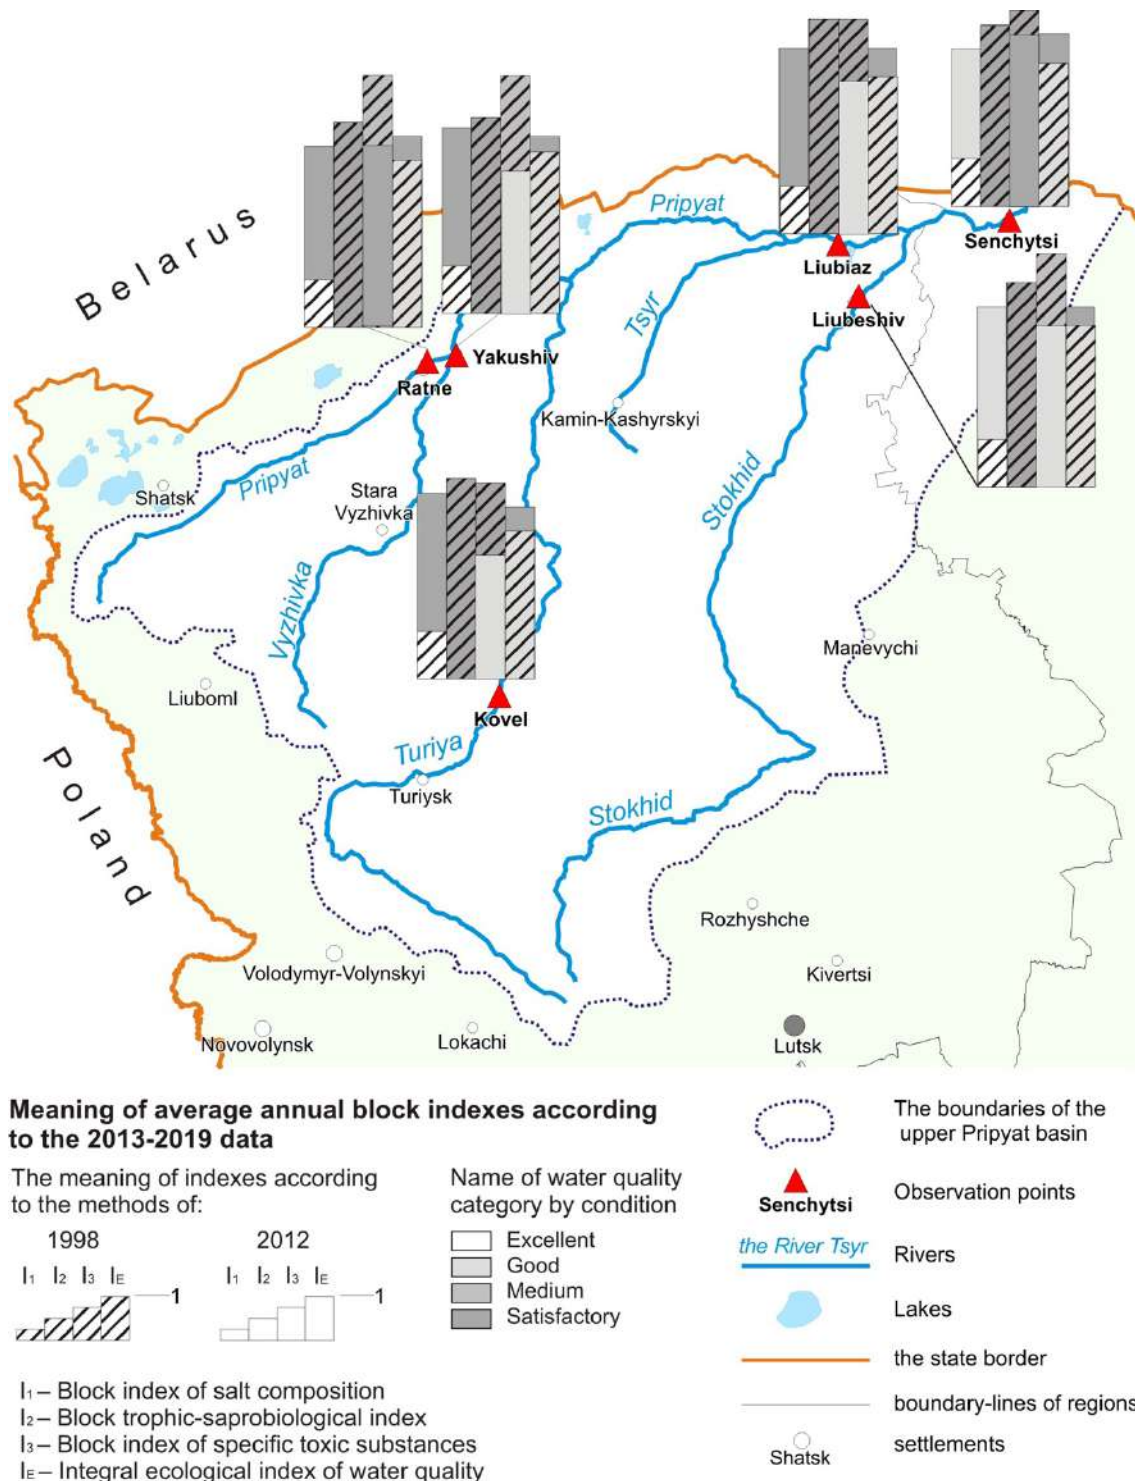 Belarus
Pripyat
Senchytsi
Liubiaz
Tsyr
Liubeshiv
Yakushiv
Ratne
Kamin-Kashyrskyi
Pripyat
Shatsk
Stara
Vyzhivka
Stokhid
Vyzhivka
Manevychi
Liuboml
Kovel
Poland
Turiya
Turiysk
Stokhid
Rozhyshche
Volodymyr-Volynskyi
Kivertsi
Novovolynsk
Lokachi
Lutsk
Meaning of average annual block indexes according
to the 2013-2019 data
The meaning of indexes according
to the methods of:
1998
2012
I₁ I₂ I₃ IE
1
I₁ I₂ I₃ IE
1
I₁ – Block index of salt composition
I₂ – Block trophic-saprobiological index
I₃ – Block index of specific toxic substances
IE – Integral ecological index of water quality
Name of water quality
category by condition
Excellent
Good
Medium
Satisfactory
The boundaries of the
upper Pripyat basin
Senchytsi
Observation points
the River Tsyr
Rivers
Lakes
the state border
boundary-lines of regions
Shatsk
settlements